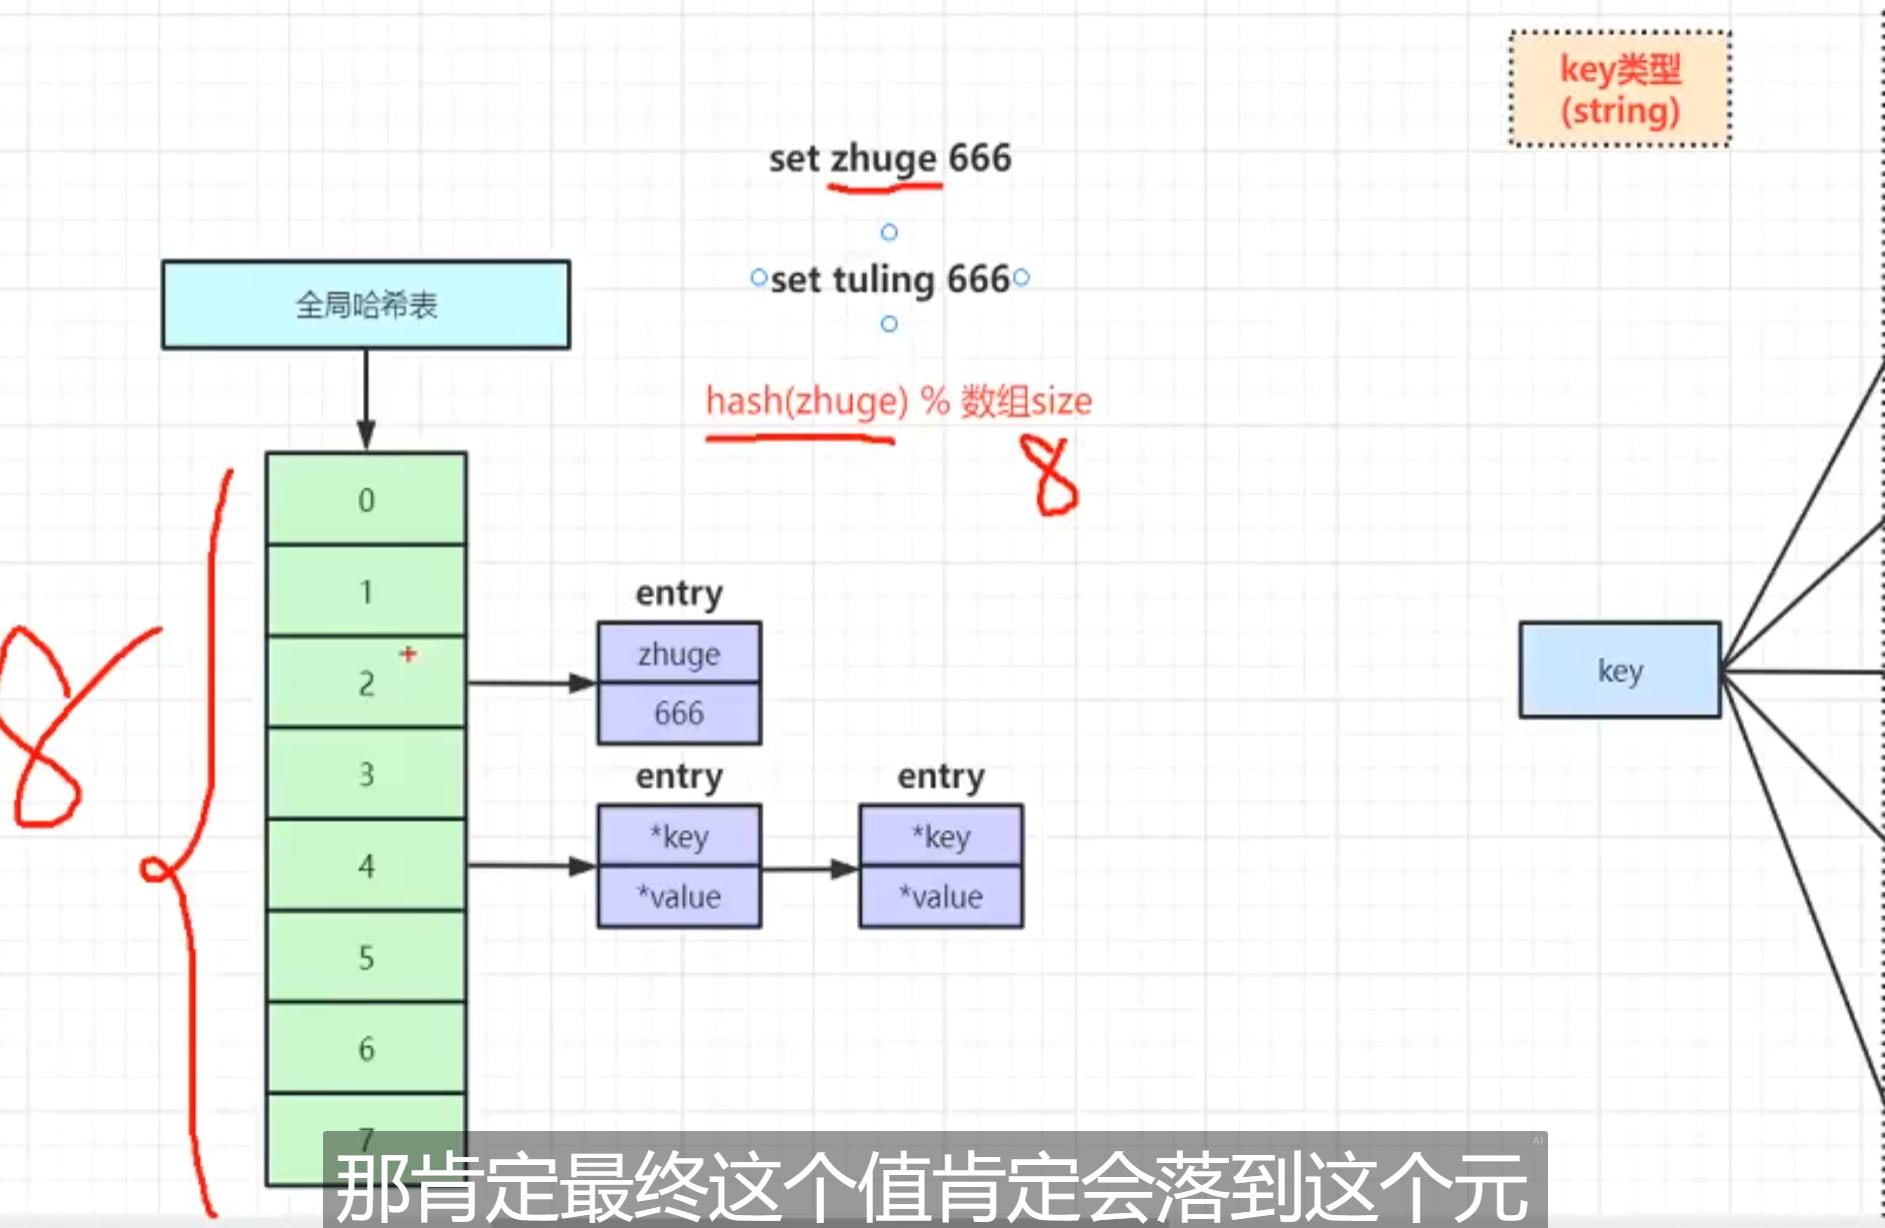 key类型
(string)
set zhuge 666
set tuling 666
全局哈希表
hash(zhuge) % 数组size
8
0
1
2
3
4
5
6
7
8
entry
zhuge
666
entry
*key
*value
entry
*key
*value
key
AI
那肯定最终这个值肯定会落到这个元